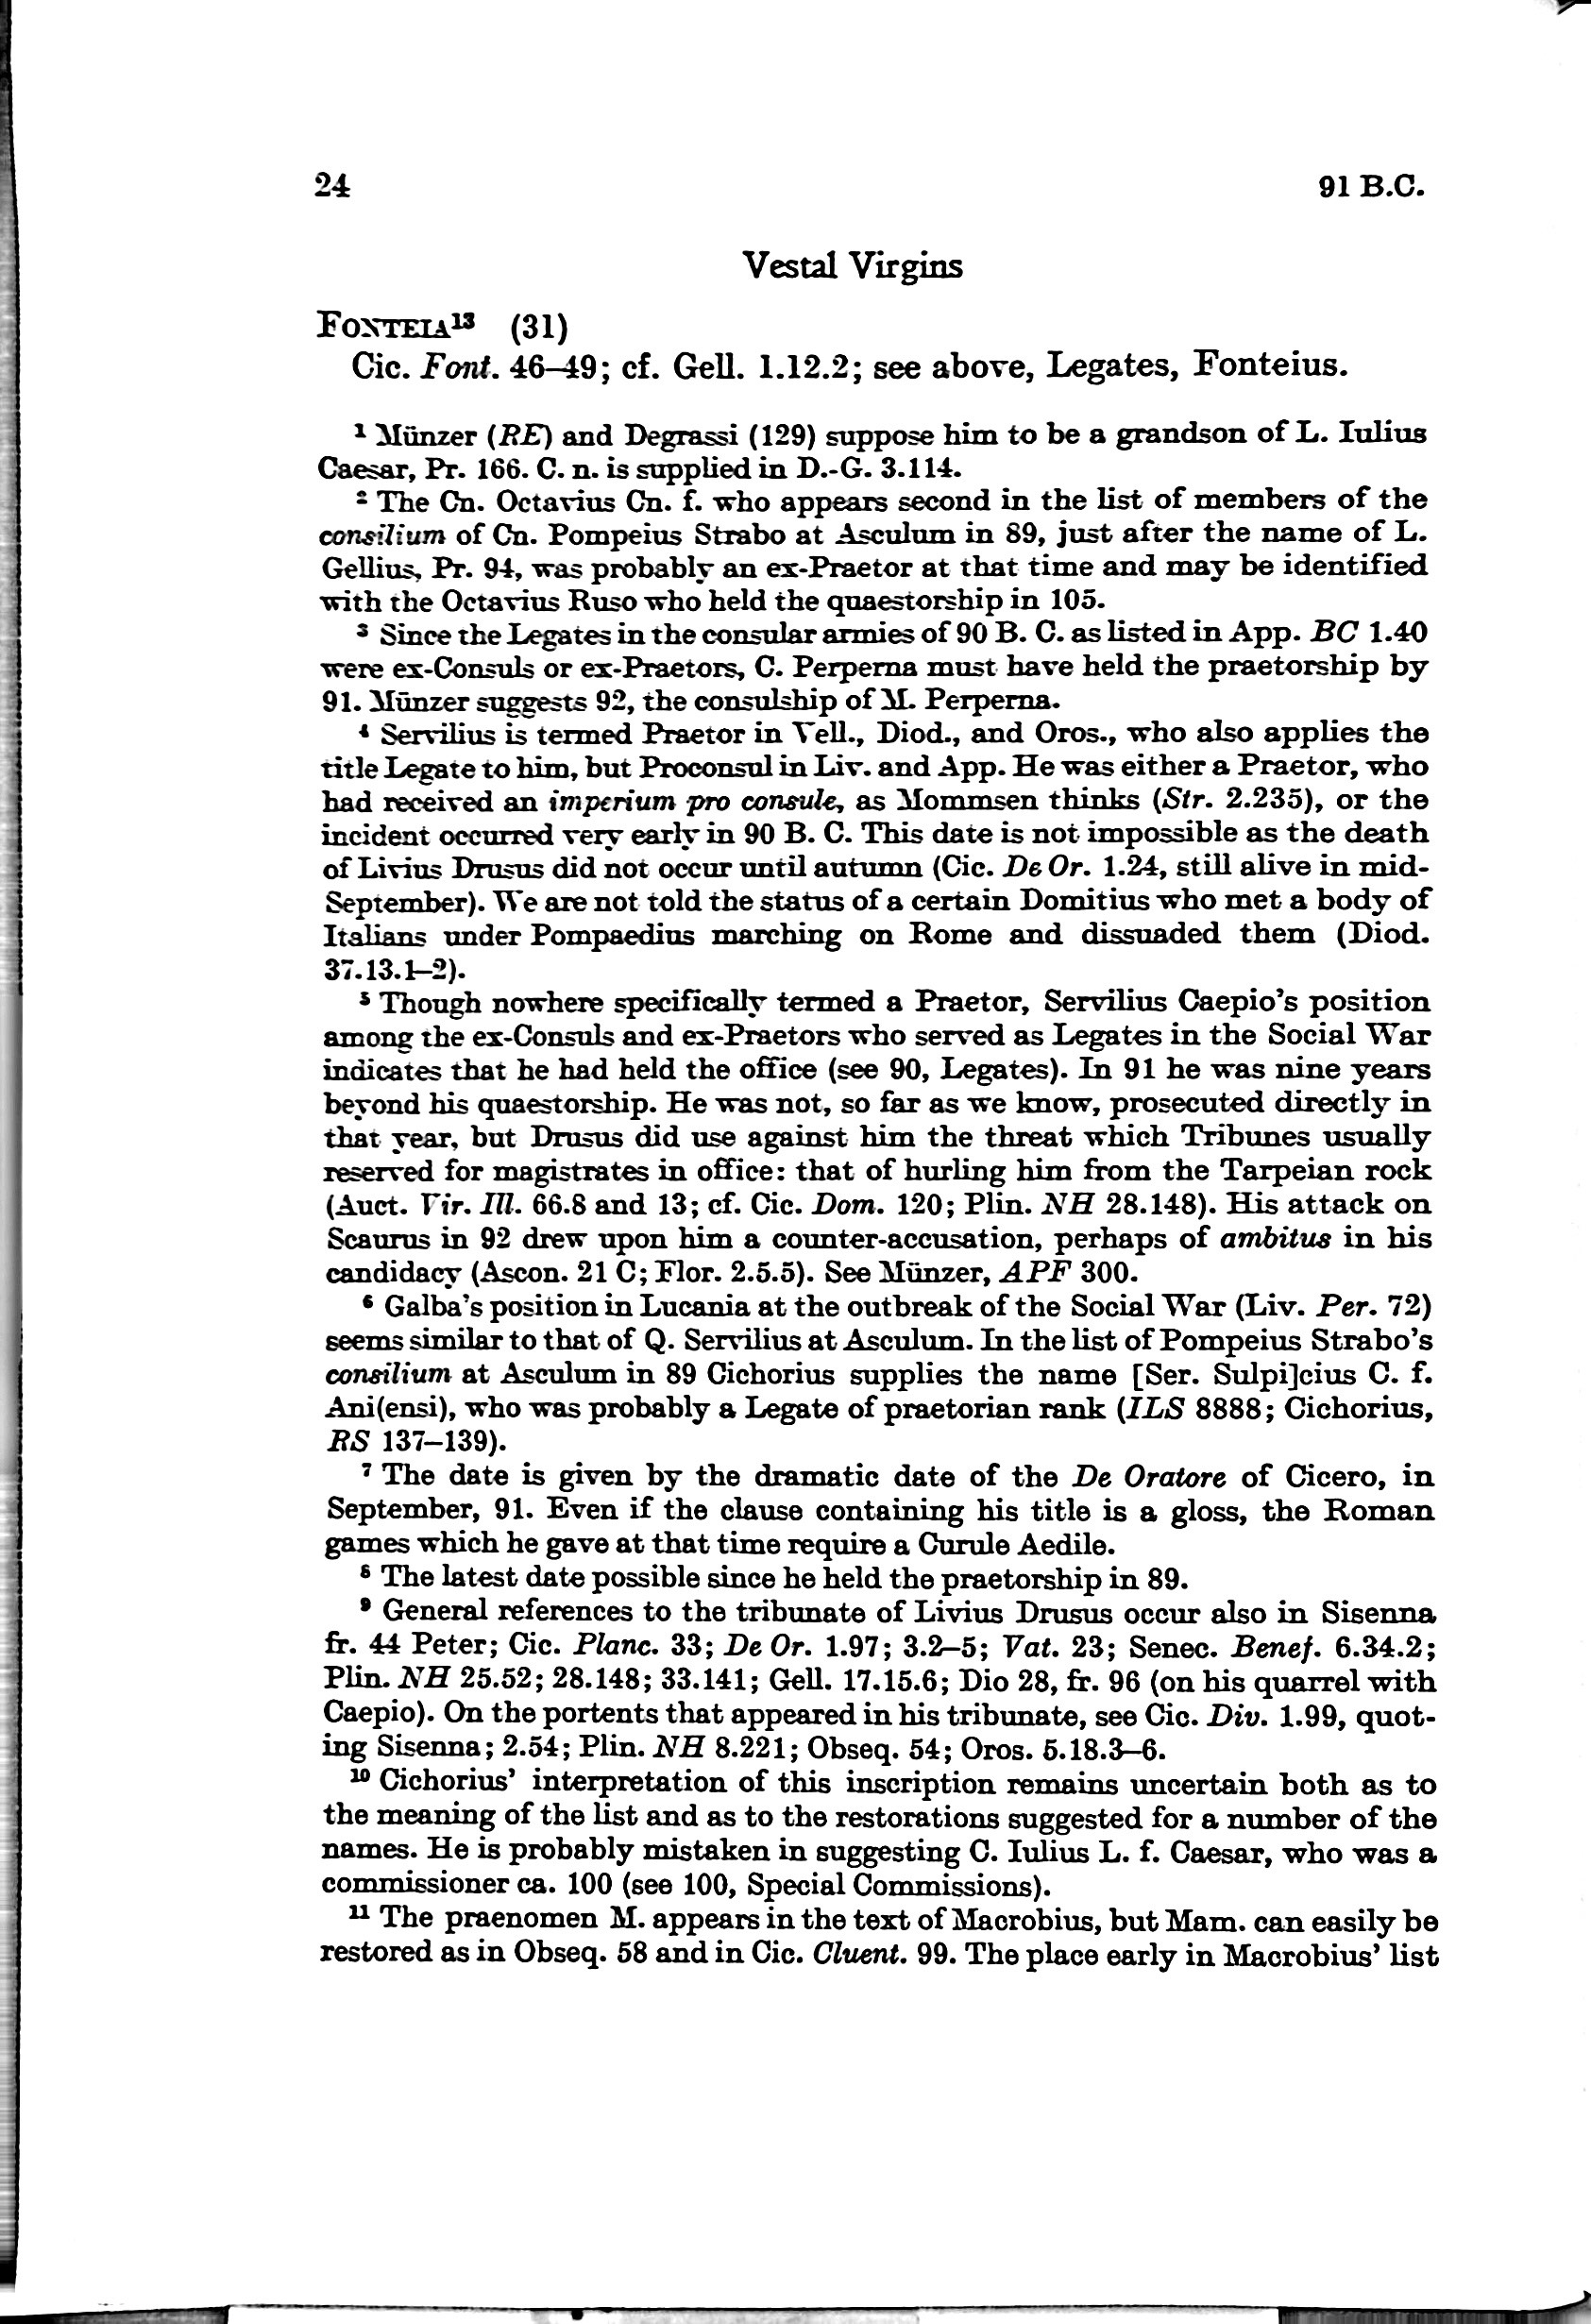 24 91 B.C.
Vestal Virgins
FONTEIA¹³ (31)
Cic. Font. 46–49; cf. Gell. 1.12.2; see above, Legates, Fonteius.
¹ Münzer (RE) and Degrassi (129) suppose him to be a grandson of L. Iulius
Caesar, Pr. 166. C. n. is supplied in D.-G. 3.114.
² The Cn. Octavius Cn. f. who appears second in the list of members of the
consilium of Cn. Pompeius Strabo at Asculum in 89, just after the name of L.
Gellius, Pr. 94, was probably an ex-Praetor at that time and may be identified
with the Octavius Ruso who held the quaestorship in 105.
³ Since the Legates in the consular armies of 90 B. C. as listed in App. BC 1.40
were ex-Consuls or ex-Praetors, C. Perperna must have held the praetorship by
91. Münzer suggests 92, the consulship of M. Perperna.
⁴ Servilius is termed Praetor in Vell., Diod., and Oros., who also applies the
title Legate to him, but Proconsul in Liv. and App. He was either a Praetor, who
had received an imperium pro consule, as Mommsen thinks (Str. 2.235), or the
incident occurred very early in 90 B. C. This date is not impossible as the death
of Livius Drusus did not occur until autumn (Cic. De Or. 1.24, still alive in mid-
September). We are not told the status of a certain Domitius who met a body of
Italians under Pompaedius marching on Rome and dissuaded them (Diod.
37.13.1–2).
⁵ Though nowhere specifically termed a Praetor, Servilius Caepio's position
among the ex-Consuls and ex-Praetors who served as Legates in the Social War
indicates that he had held the office (see 90, Legates). In 91 he was nine years
beyond his quaestorship. He was not, so far as we know, prosecuted directly in
that year, but Drusus did use against him the threat which Tribunes usually
reserved for magistrates in office: that of hurling him from the Tarpeian rock
(Auct. Vir. Ill. 66.8 and 13; cf. Cic. Dom. 120; Plin. NH 28.148). His attack on
Scaurus in 92 drew upon him a counter-accusation, perhaps of ambitus in his
candidacy (Ascon. 21 C; Flor. 2.5.5). See Münzer, APF 300.
⁶ Galba's position in Lucania at the outbreak of the Social War (Liv. Per. 72)
seems similar to that of Q. Servilius at Asculum. In the list of Pompeius Strabo's
consilium at Asculum in 89 Cichorius supplies the name [Ser. Sulpi]cius C. f.
Ani(ensi), who was probably a Legate of praetorian rank (ILS 8888; Cichorius,
RS 137–139).
⁷ The date is given by the dramatic date of the De Oratore of Cicero, in
September, 91. Even if the clause containing his title is a gloss, the Roman
games which he gave at that time require a Curule Aedile.
⁸ The latest date possible since he held the praetorship in 89.
⁹ General references to the tribunate of Livius Drusus occur also in Sisenna
fr. 44 Peter; Cic. Planc. 33; De Or. 1.97; 3.2–5; Vat. 23; Senec. Benef. 6.34.2;
Plin. NH 25.52; 28.148; 33.141; Gell. 17.15.6; Dio 28, fr. 96 (on his quarrel with
Caepio). On the portents that appeared in his tribunate, see Cic. Div. 1.99, quot-
ing Sisenna; 2.54; Plin. NH 8.221; Obseq. 54; Oros. 5.18.3–6.
¹⁰ Cichorius' interpretation of this inscription remains uncertain both as to
the meaning of the list and as to the restorations suggested for a number of the
names. He is probably mistaken in suggesting C. Iulius L. f. Caesar, who was a
commissioner ca. 100 (see 100, Special Commissions).
¹¹ The praenomen M. appears in the text of Macrobius, but Mam. can easily be
restored as in Obseq. 58 and in Cic. Cluent. 99. The place early in Macrobius' list